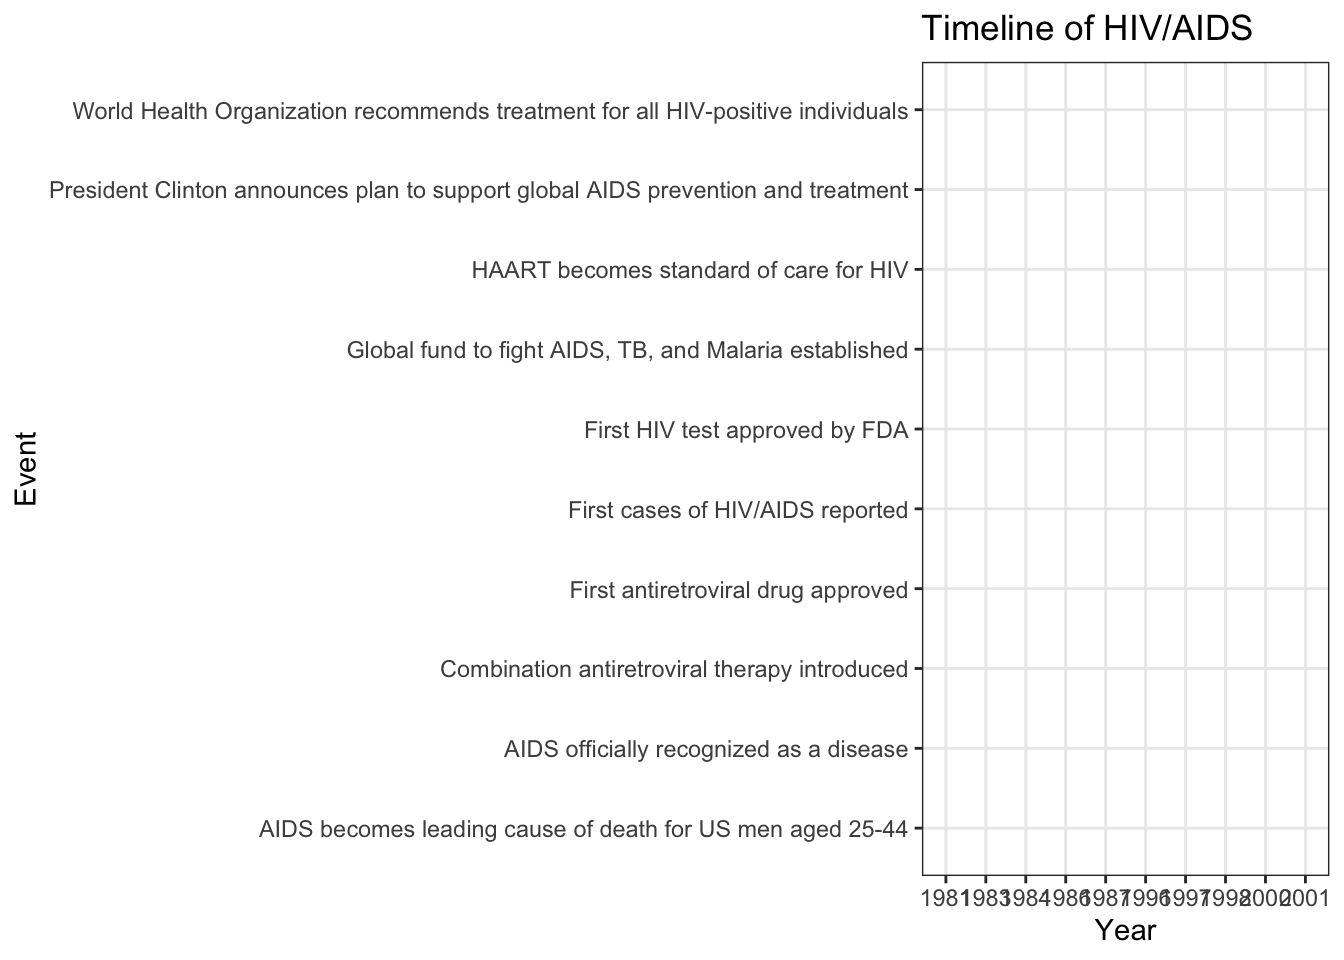 Timeline of HIV/AIDS
World Health Organization recommends treatment for all HIV-positive individuals
President Clinton announces plan to support global AIDS prevention and treatment
HAART becomes standard of care for HIV
Global fund to fight AIDS, TB, and Malaria established
First HIV test approved by FDA
First cases of HIV/AIDS reported
First antiretroviral drug approved
Combination antiretroviral therapy introduced
AIDS officially recognized as a disease
AIDS becomes leading cause of death for US men aged 25-44
Event
1981 1983 1984 1986 1987 1996 1997 1998 2000 2001
Year